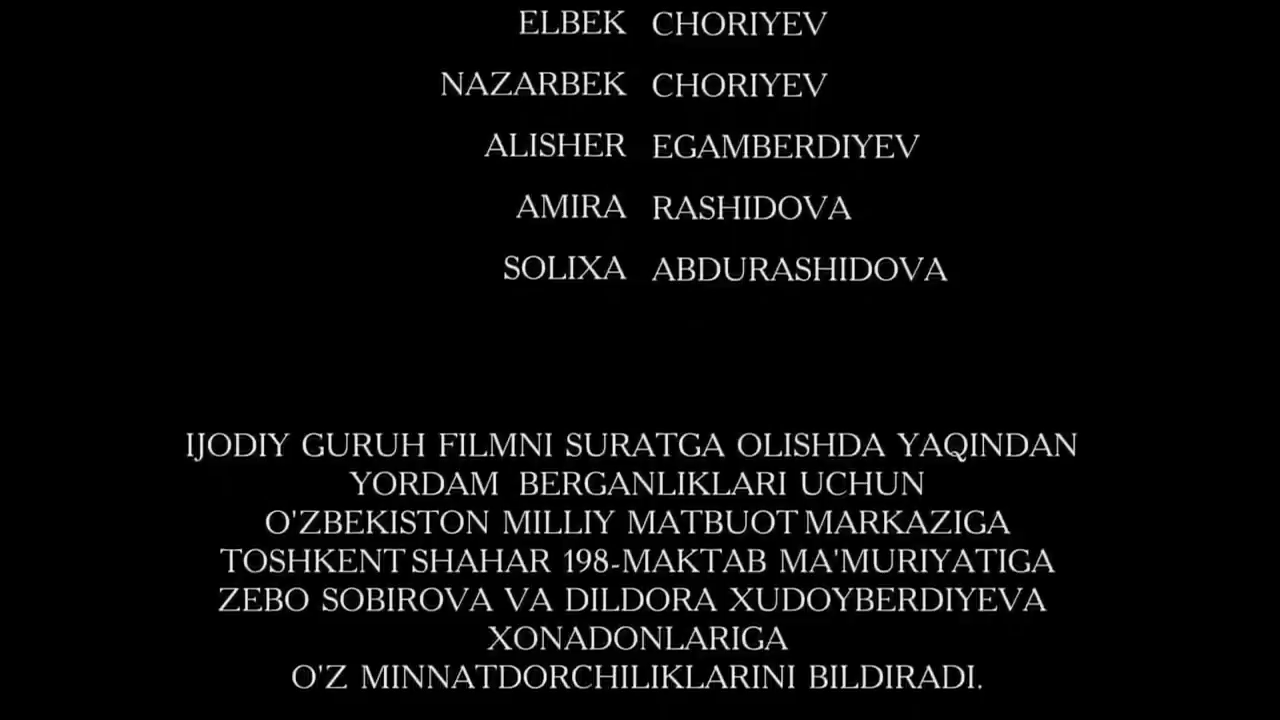 ELBEK CHORIYEV
NAZARBEK CHORIYEV
ALISHER EGAMBERDIYEV
AMIRA RASHIDOVA
SOLIXA ABDURASHIDOVA
IJODIY GURUH FILMNI SURATGA OLISHDA YAQINDAN
YORDAM BERGANLIKLARI UCHUN
O'ZBEKISTON MILLIY MATBUOT MARKAZIGA
TOSHKENT SHAHAR 198-MAKTAB MA'MURIYATIGA
ZEBO SOBIROVA VA DILDORA XUDOYBERDIYEVA
XONADONLARIGA
O'Z MINNATDORCHILIKLARINI BILDIRADI.